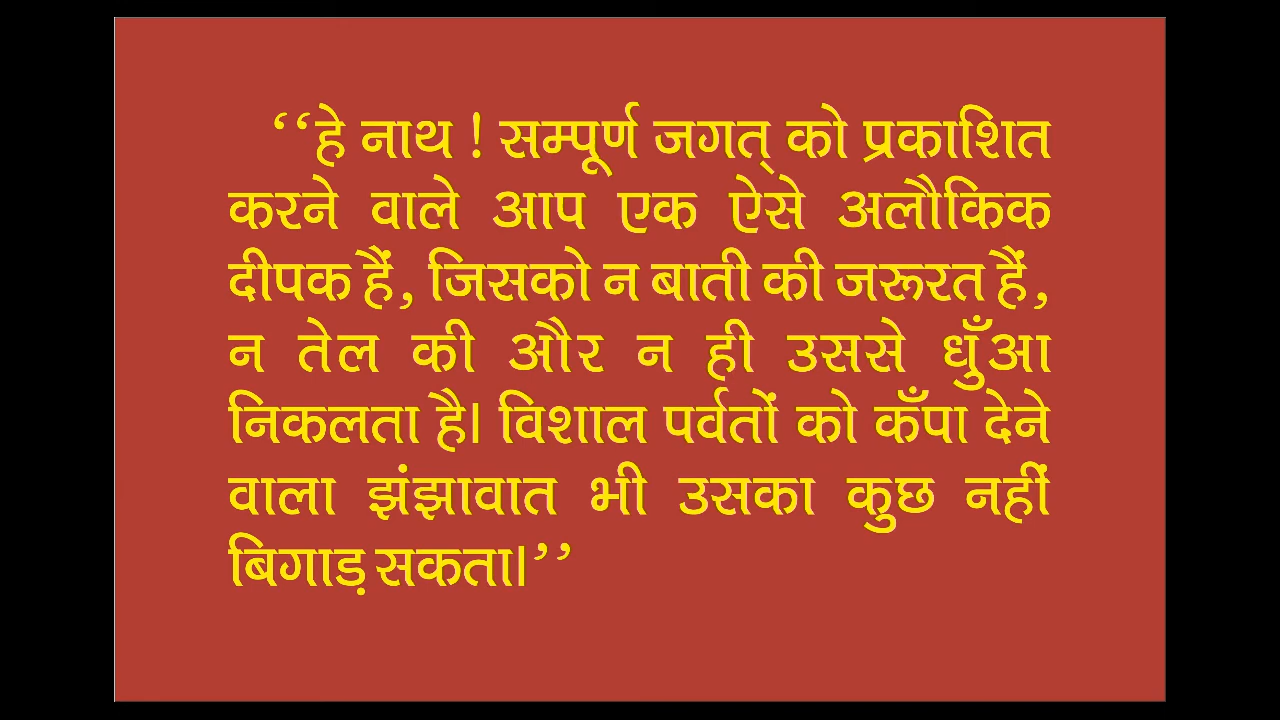 ‘‘हे नाथ ! सम्पूर्ण जगत् को प्रकाशित
करने वाले आप एक ऐसे अलौकिक
दीपक हैं, जिसको न बाती की जरूरत हैं,
न तेल की और न ही उससे धुँआ
निकलता है। विशाल पर्वतों को कँपा देने
वाला झंझावात भी उसका कुछ नहीं
बिगाड़ सकता।’’